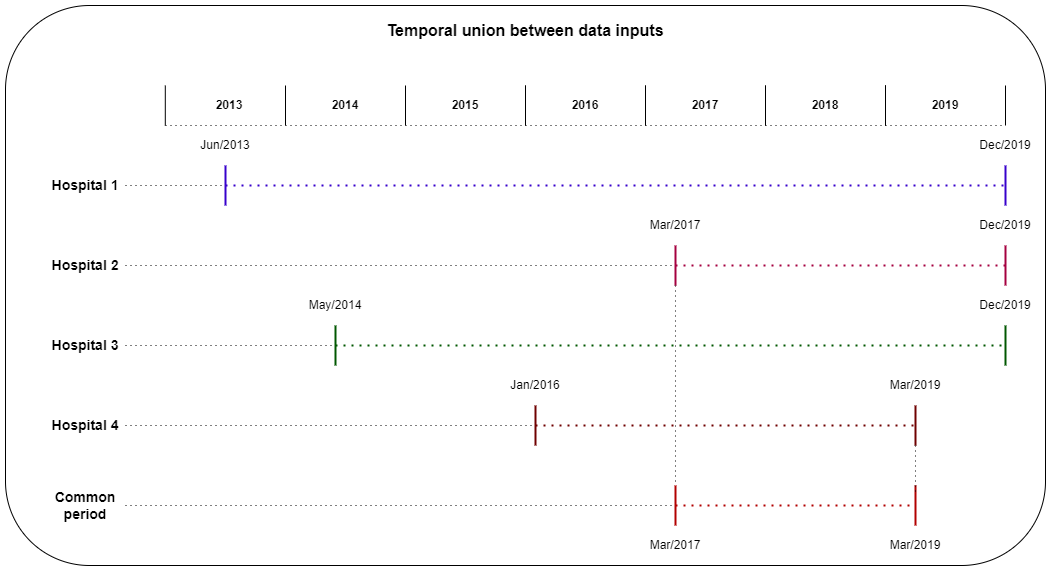 Temporal union between data inputs
2013 2014 2015 2016 2017 2018 2019
Jun/2013 Dec/2019
Hospital 1
Mar/2017 Dec/2019
Hospital 2
May/2014 Dec/2019
Hospital 3
Jan/2016 Mar/2019
Hospital 4
Common
period
Mar/2017 Mar/2019